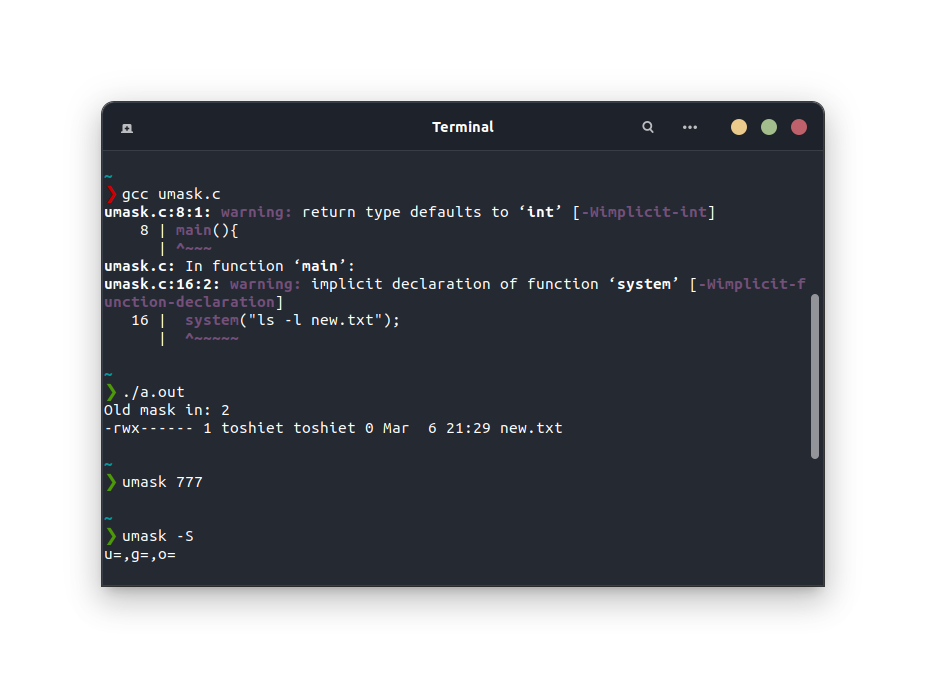 Terminal
~
❯ gcc umask.c
umask.c:8:1: warning: return type defaults to ‘int’ [-Wimplicit-int]
    8 | main(){
      | ^~~~
umask.c: In function ‘main’:
umask.c:16:2: warning: implicit declaration of function ‘system’ [-Wimplicit-f
unction-declaration]
   16 |  system("ls -l new.txt");
      |  ^~~~~~
~
❯ ./a.out
Old mask in: 2
-rwx------ 1 toshiet toshiet 0 Mar  6 21:29 new.txt
~
❯ umask 777
~
❯ umask -S
u=,g=,o=